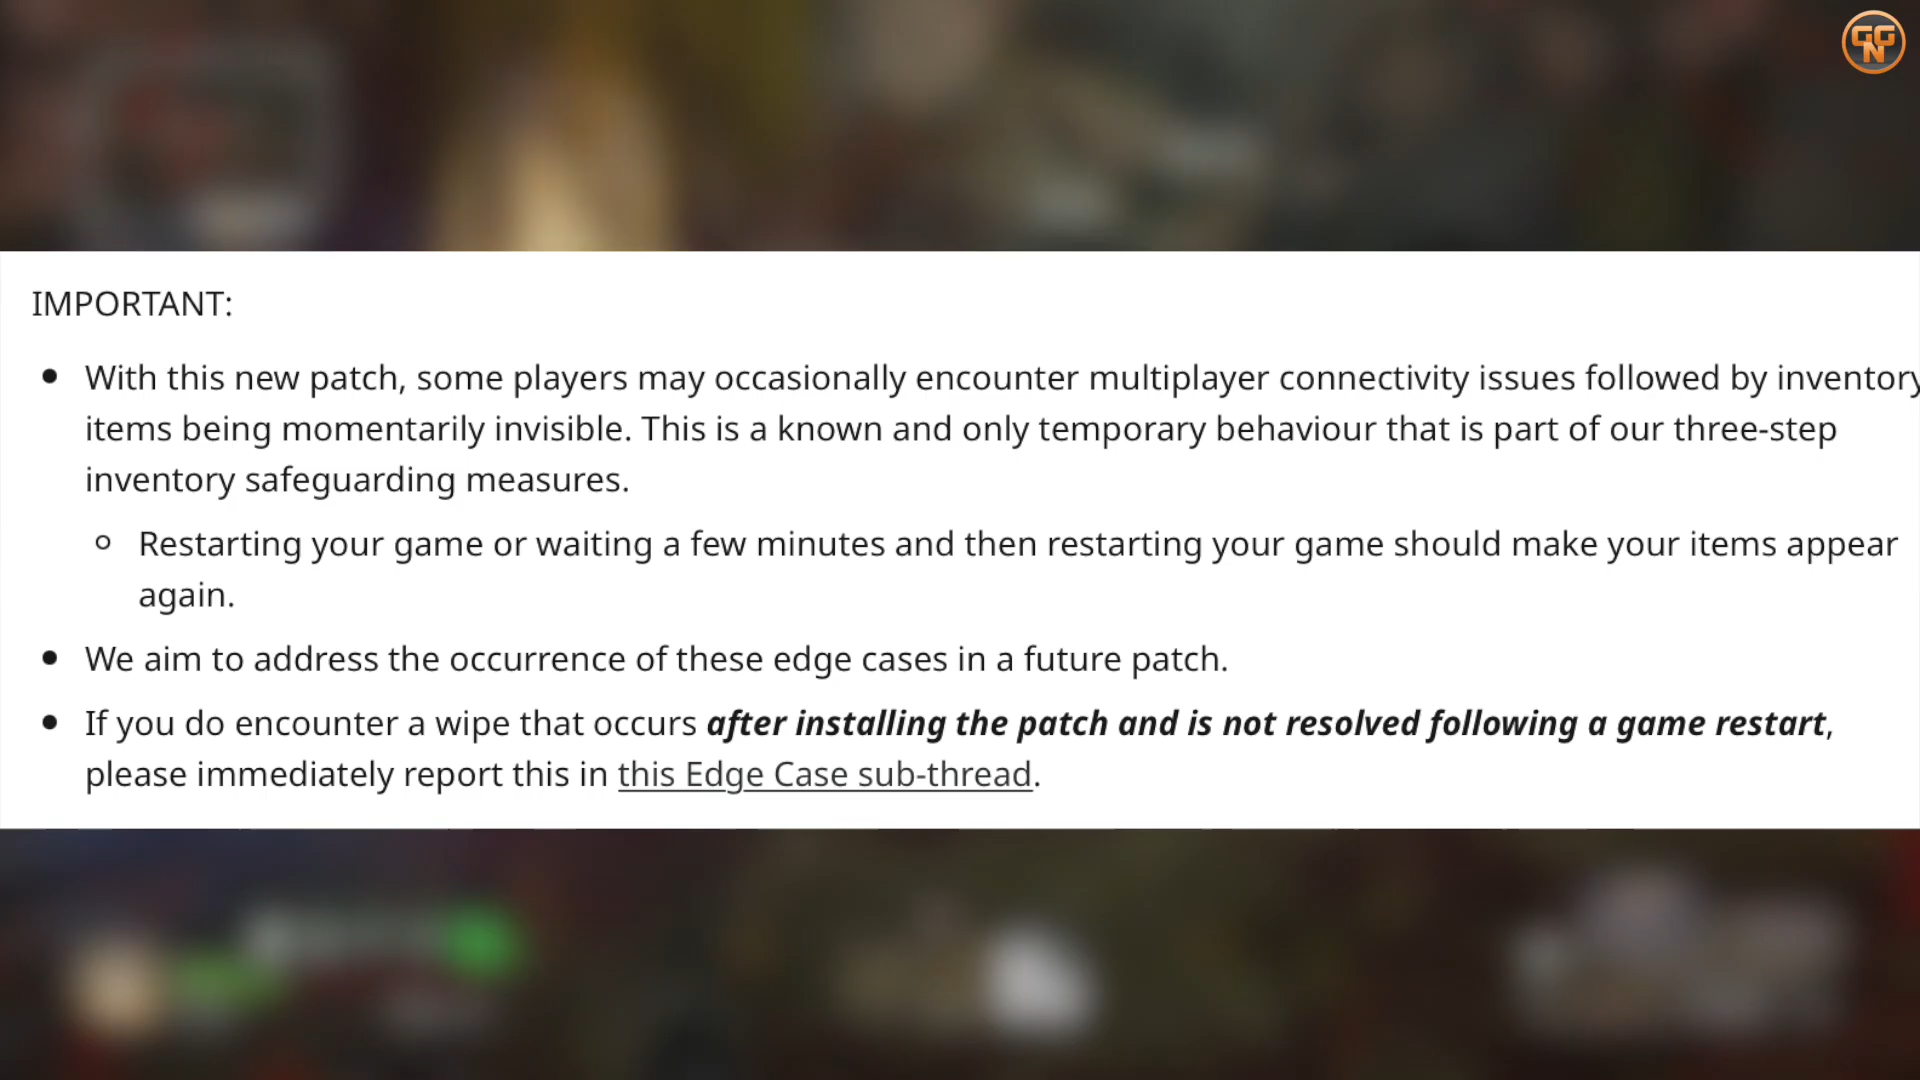 GGN
IMPORTANT:
• With this new patch, some players may occasionally encounter multiplayer connectivity issues followed by inventory
items being momentarily invisible. This is a known and only temporary behaviour that is part of our three-step
inventory safeguarding measures.
◦ Restarting your game or waiting a few minutes and then restarting your game should make your items appear
again.
• We aim to address the occurrence of these edge cases in a future patch.
• If you do encounter a wipe that occurs after installing the patch and is not resolved following a game restart,
please immediately report this in this Edge Case sub-thread.